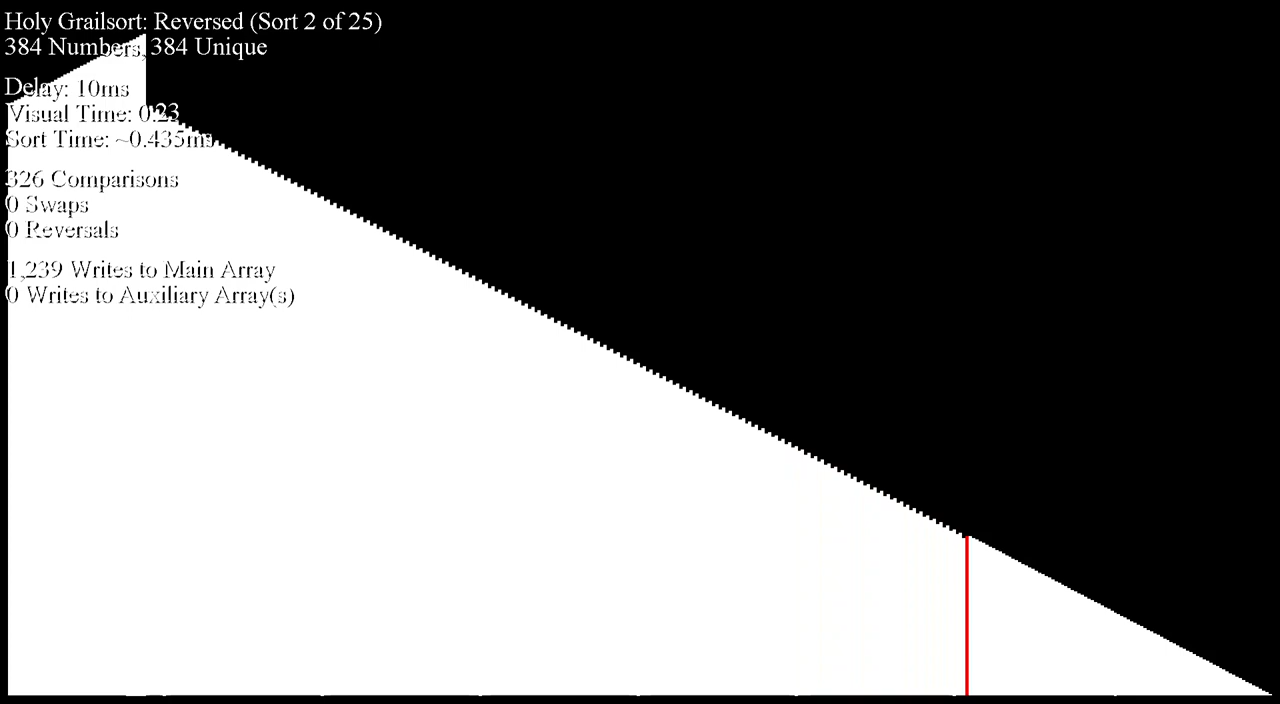 Holy Grailsort: Reversed (Sort 2 of 25)
384 Numbers, 384 Unique
Delay: 10ms
Visual Time: 0:23
Sort Time: ~0.435ms
326 Comparisons
0 Swaps
0 Reversals
1,239 Writes to Main Array
0 Writes to Auxiliary Array(s)